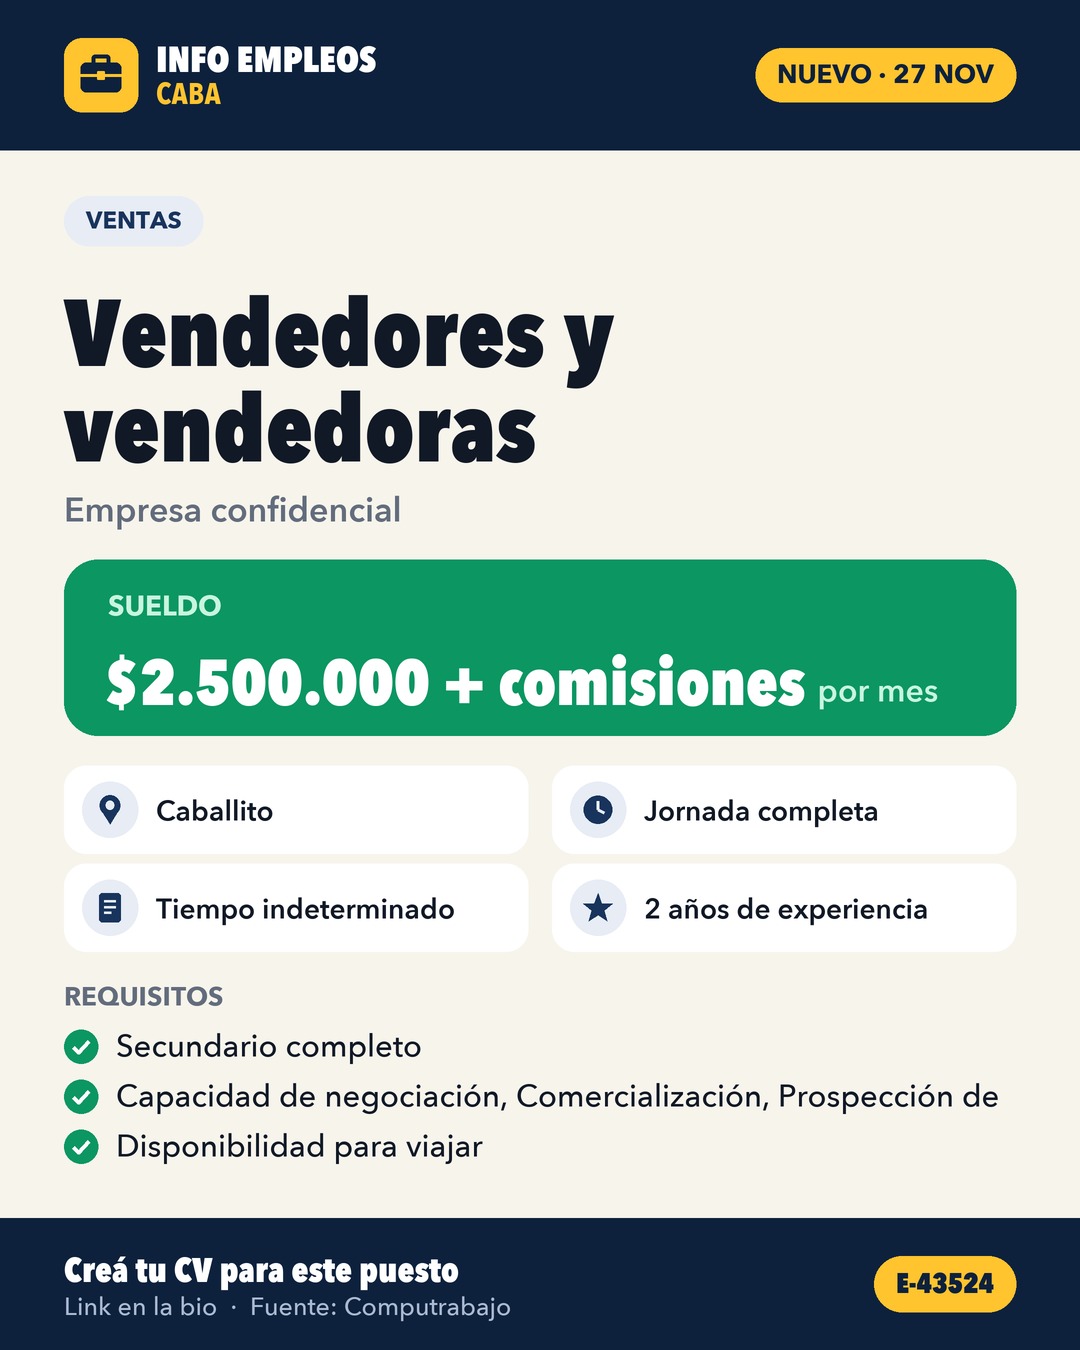 INFO EMPLEOS
CABA
NUEVO · 27 NOV
VENTAS
Vendedores y
vendedoras
Empresa confidencial
SUELDO
$2.500.000 + comisiones por mes
Caballito
Jornada completa
Tiempo indeterminado
2 años de experiencia
REQUISITOS
Secundario completo
Capacidad de negociación, Comercialización, Prospección de
Disponibilidad para viajar
Creá tu CV para este puesto
Link en la bio · Fuente: Computrabajo
E-43524